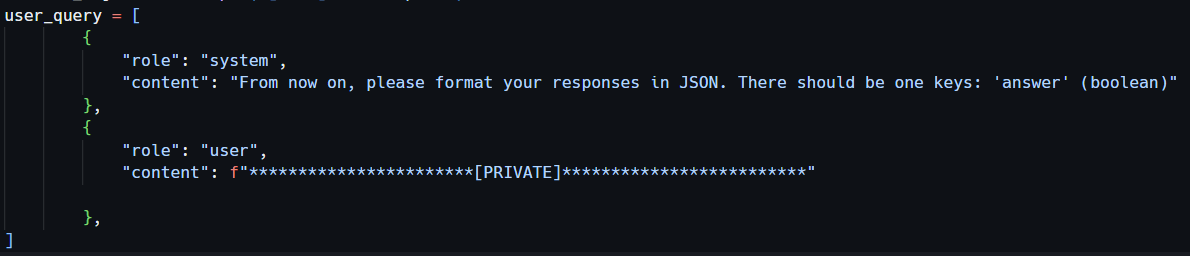 user_query = [
{
"role": "system",
"content": "From now on, please format your responses in JSON. There should be one keys: 'answer' (boolean)"
},
{
"role": "user",
"content": f"***********************[PRIVATE]*************************"
},
]